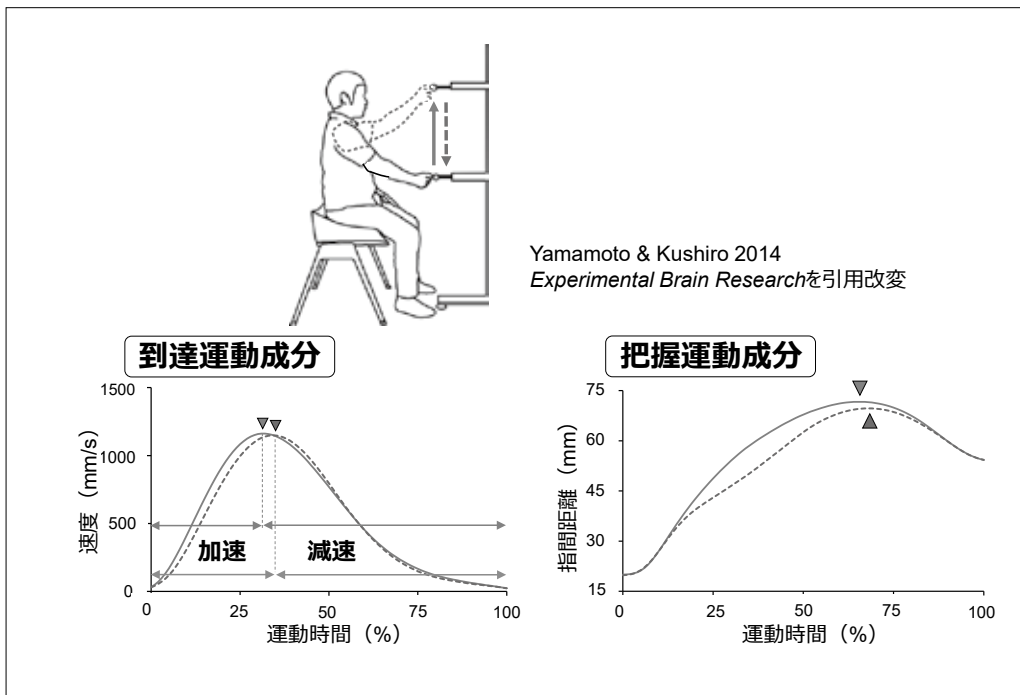 Yamamoto & Kushiro 2014
Experimental Brain Researchを引用改変
到達運動成分
速度（mm/s）
1500
1000
500
0
加速
減速
0
25
50
75
100
運動時間（%）
把握運動成分
指間距離（mm）
75
60
45
30
15
0
25
50
75
100
運動時間（%）